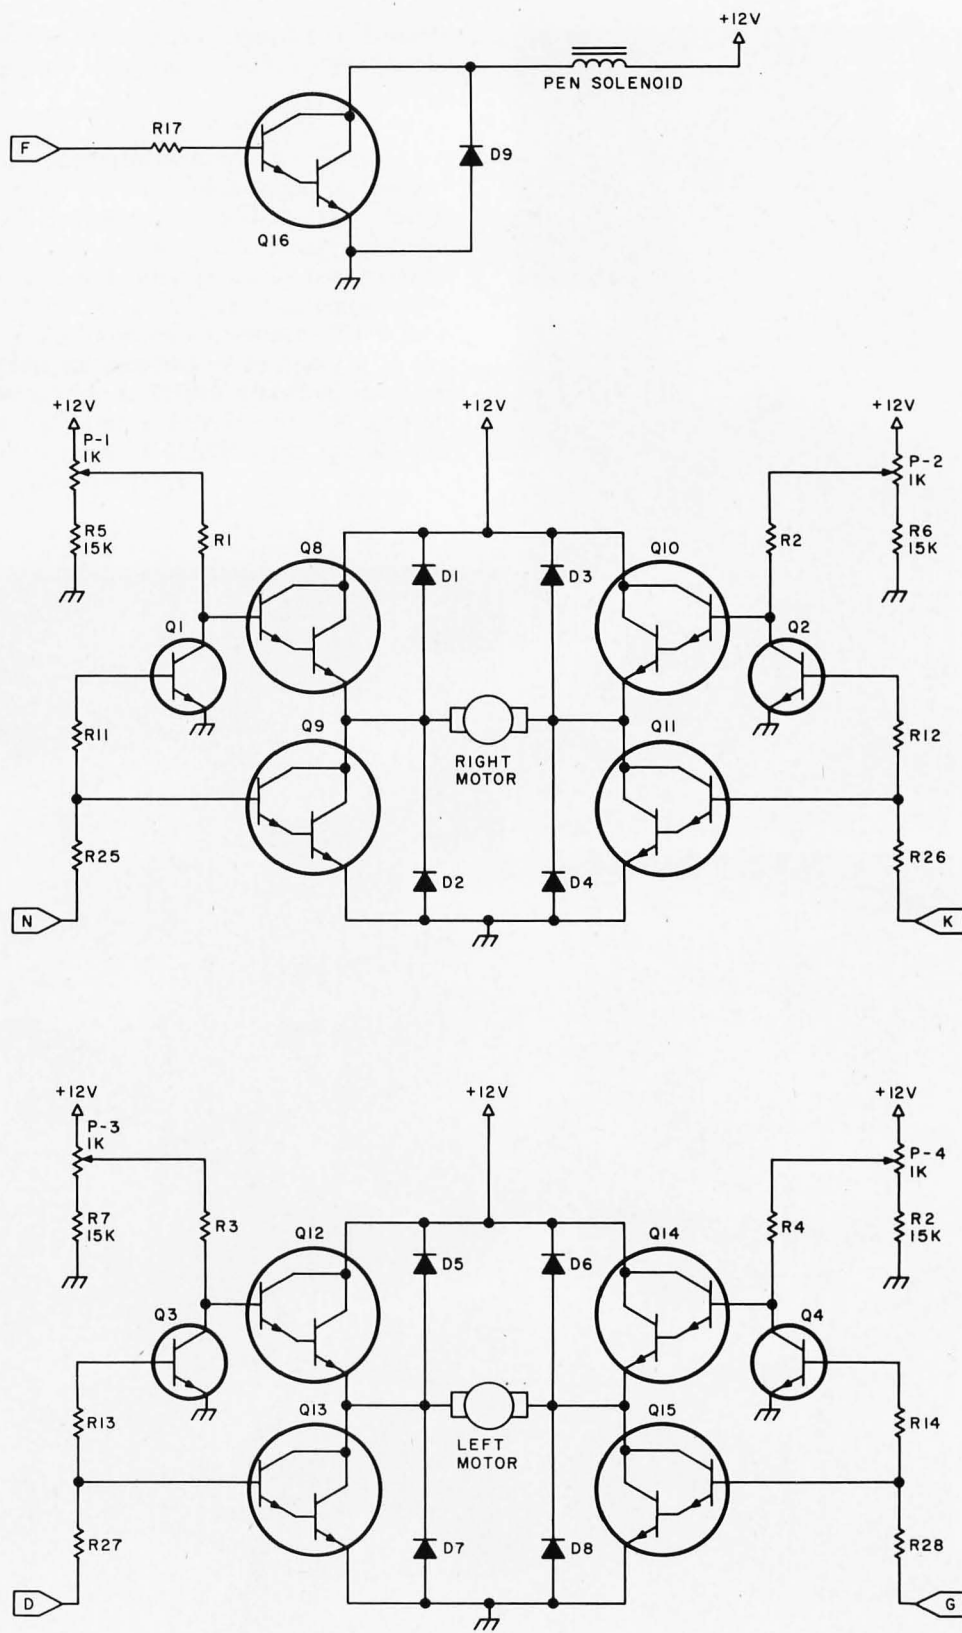 +12V
PEN SOLENOID
R17
F
D9
Q16
+12V
+12V
+12V
P-1
1K
P-2
1K
R5
15K
R1
Q8
D1
D3
Q10
R2
R6
15K
Q1
Q2
R11
Q9
RIGHT
MOTOR
Q11
R12
R25
D2
D4
R26
N
K
+12V
+12V
+12V
P-3
1K
P-4
1K
R7
15K
R3
Q12
D5
D6
Q14
R4
R2
15K
Q3
Q4
R13
Q13
LEFT
MOTOR
Q15
R14
R27
D7
D8
R28
D
G